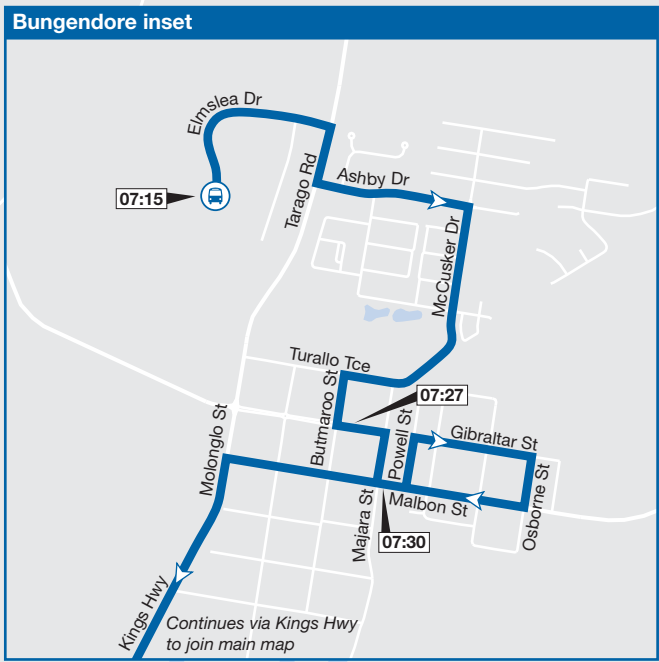 Bungendore inset
Elmslea Dr
07:15
Tarago Rd
Ashby Dr
McCusker Dr
Turallo Tce
Butmaroo St
07:27
Powell St
Gibraltar St
Molonglo St
Malbon St
Osborne St
Majara St
07:30
Kings Hwy
Continues via Kings Hwy
to join main map